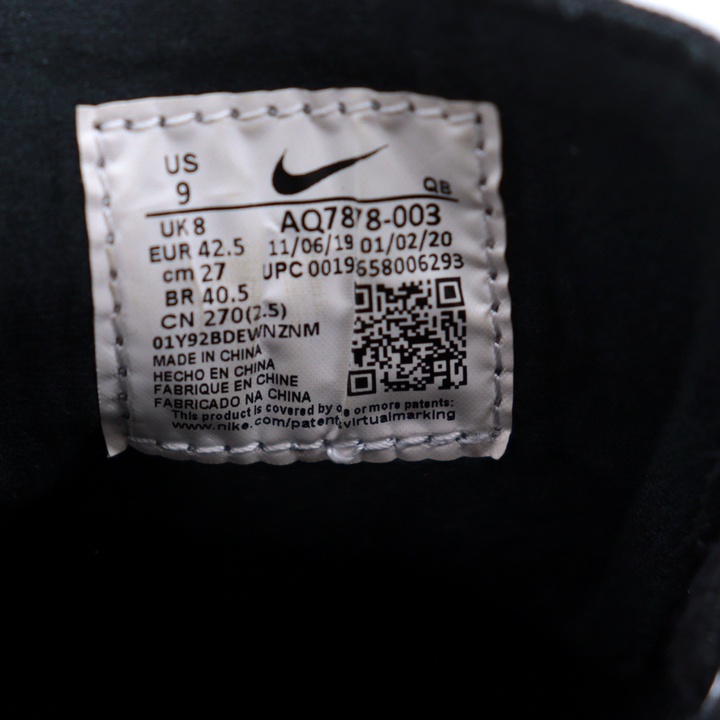 US
9
QB
UK 8
AQ7878-003
EUR 42.5
11/06/19 01/02/20
cm 27
UPC 0019
658006293
BR 40.5
CN 270(2.5)
01Y92BDEWNZNM
MADE IN CHINA
HECHO EN CHINA
FABRIQUE EN CHINE
FABRICADO NA CHINA
This product is covered by or more patents:
www.nike.com/patent virtualmarking